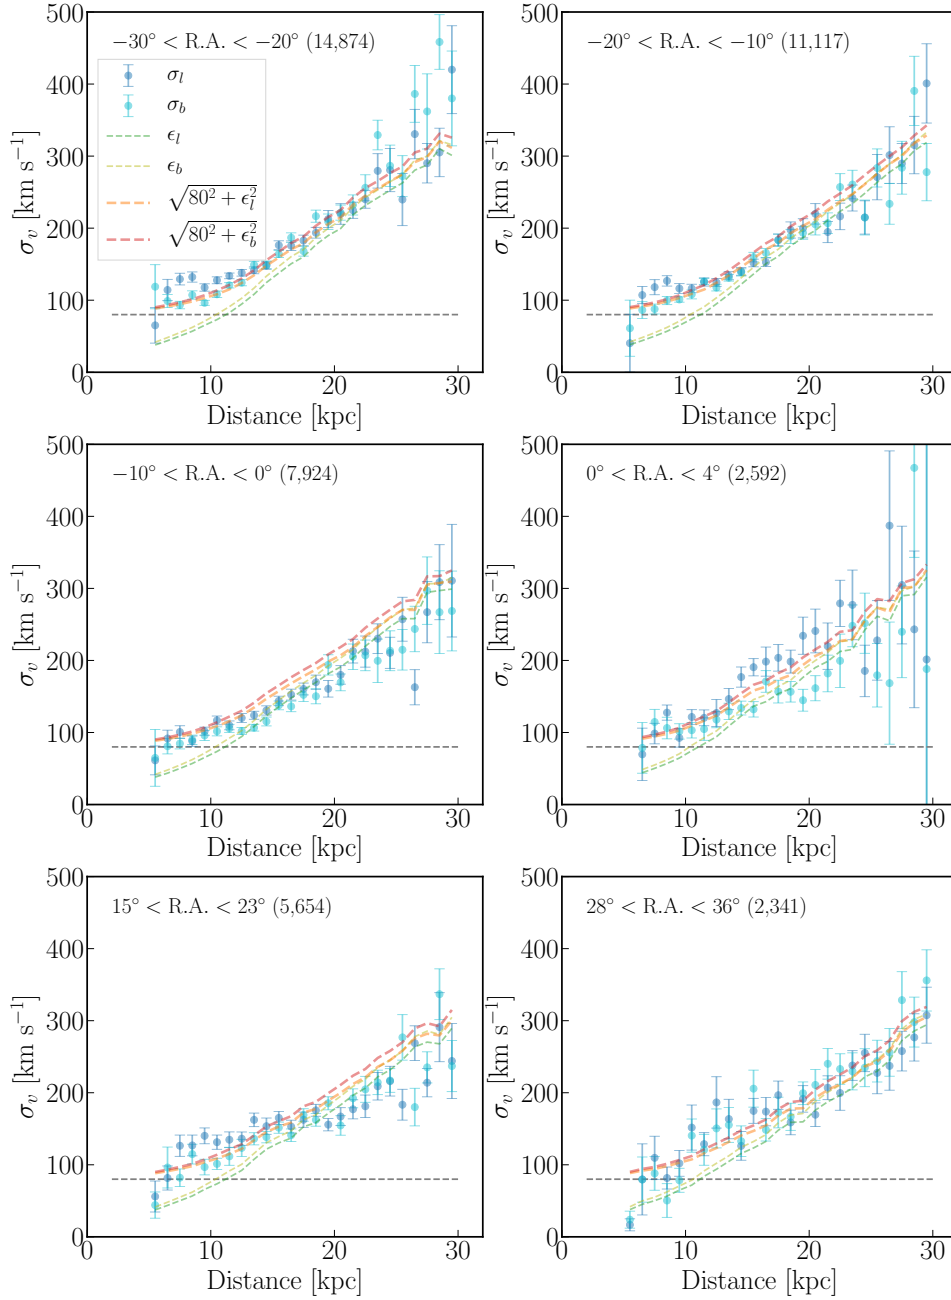 −30° < R.A. < −20° (14,874)
σ_l
σ_b
ϵ_l
ϵ_b
√80² + ϵ_l²
√80² + ϵ_b²
σ_v [km s⁻¹]
500
400
300
200
100
0
0 10 20 30
Distance [kpc]
−20° < R.A. < −10° (11,117)
σ_v [km s⁻¹]
500
400
300
200
100
0
0 10 20 30
Distance [kpc]
−10° < R.A. < 0° (7,924)
σ_v [km s⁻¹]
500
400
300
200
100
0
0 10 20 30
Distance [kpc]
0° < R.A. < 4° (2,592)
σ_v [km s⁻¹]
500
400
300
200
100
0
0 10 20 30
Distance [kpc]
15° < R.A. < 23° (5,654)
σ_v [km s⁻¹]
500
400
300
200
100
0
0 10 20 30
Distance [kpc]
28° < R.A. < 36° (2,341)
σ_v [km s⁻¹]
500
400
300
200
100
0
0 10 20 30
Distance [kpc]